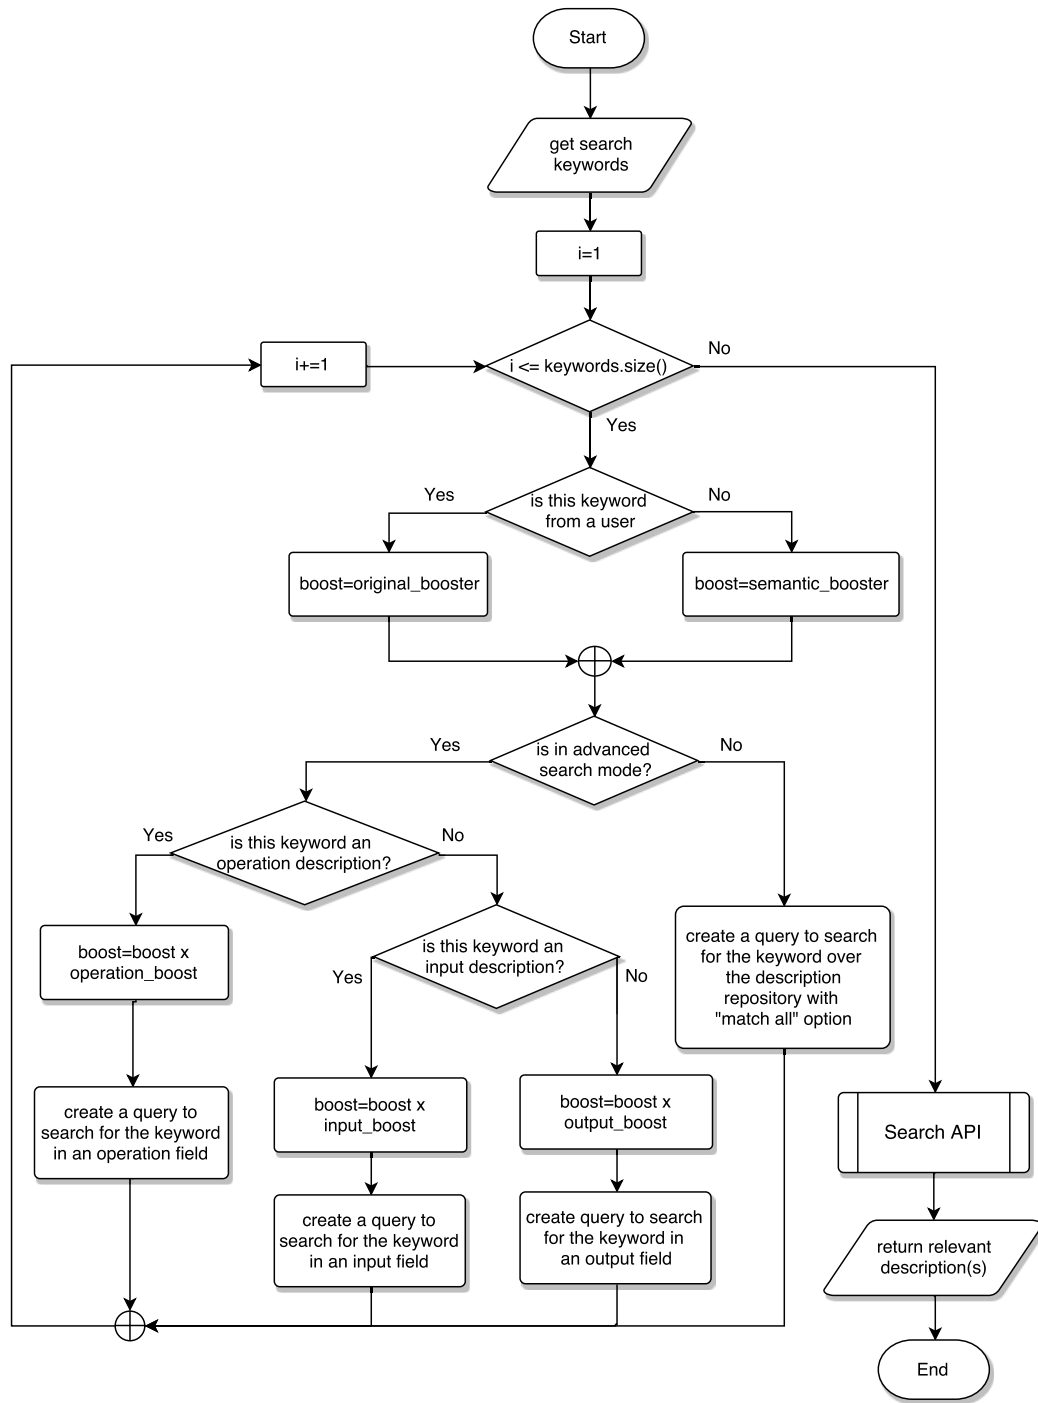 Start
get search
keywords
i=1
i+=1
i <= keywords.size()
No
Yes
is this keyword
from a user
Yes
No
boost=original_booster
boost=semantic_booster
is in advanced
search mode?
Yes
No
is this keyword an
operation description?
Yes
No
boost=boost x
operation_boost
is this keyword an
input description?
Yes
No
create a query to search
for the keyword over
the description
repository with
"match all" option
create a query to
search for the keyword
in an operation field
boost=boost x
input_boost
boost=boost x
output_boost
Search API
create a query to
search for the keyword
in an input field
create query to search
for the keyword in
an output field
return relevant
description(s)
End